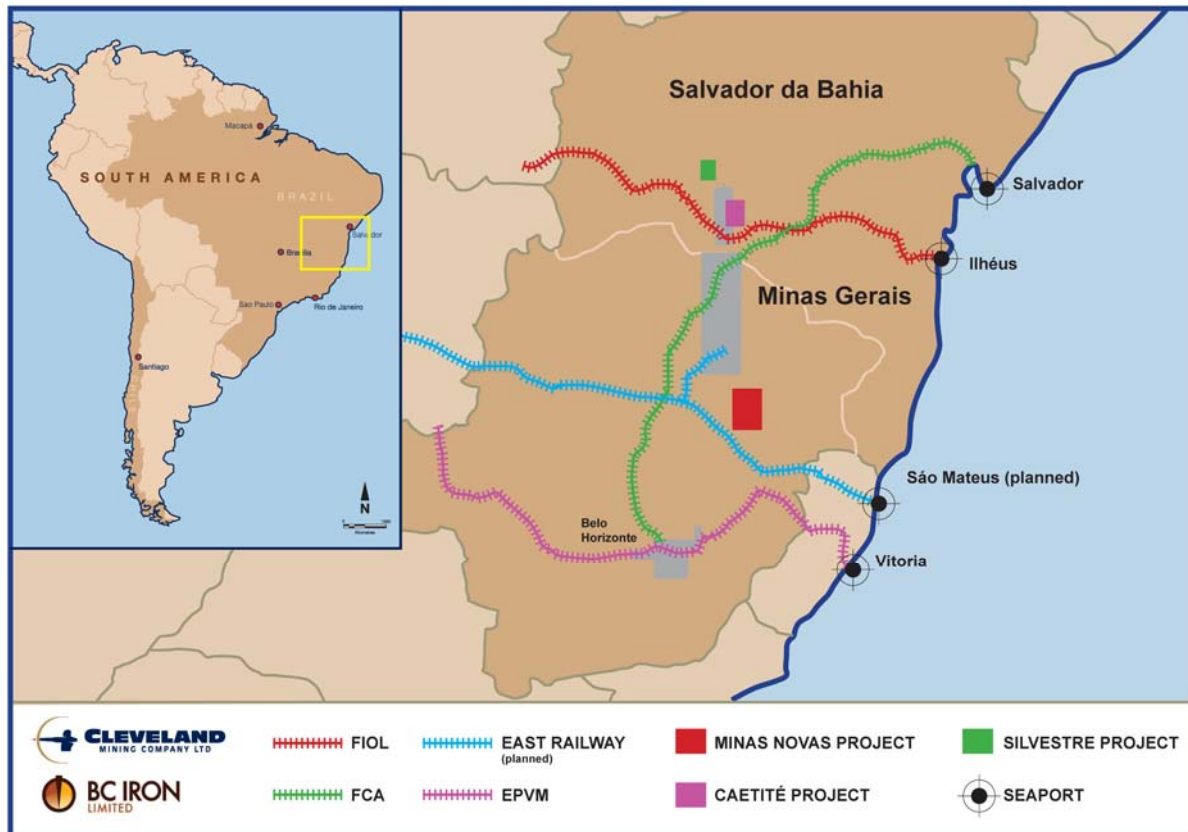 Macapá
SOUTH AMERICA
BRAZIL
Salvador
Brasilia
Sao Paulo
Rio de Janeiro
Santiago
N
Salvador da Bahia
Salvador
Ilhéus
Minas Gerais
Sáo Mateus (planned)
Belo
Horizonte
Vitoria
CLEVELAND
MINING COMPANY LTD
BC IRON
LIMITED
FIOL
FCA
EAST RAILWAY
(planned)
EPVM
MINAS NOVAS PROJECT
CAETITÉ PROJECT
SILVESTRE PROJECT
SEAPORT